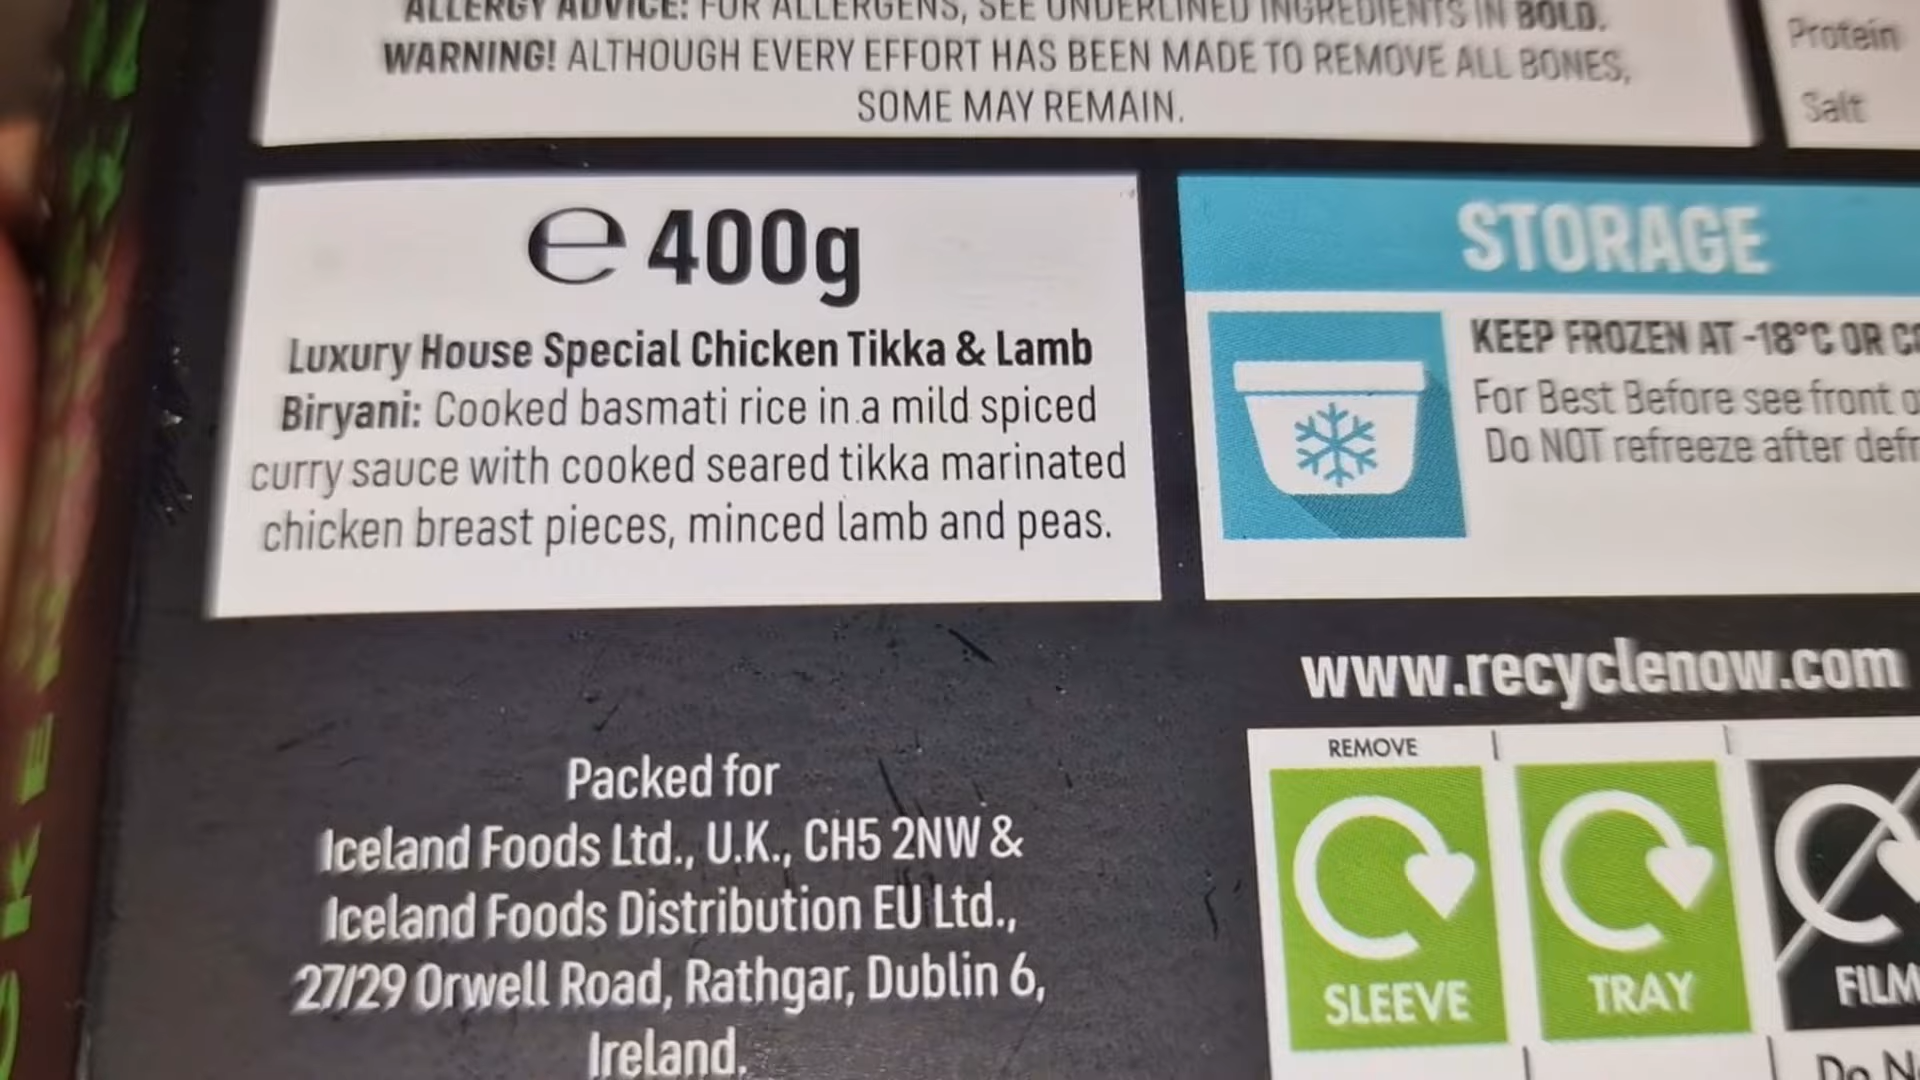 ALLERGY ADVICE: FOR ALLERGENS, SEE UNDERLINED INGREDIENTS IN BOLD.
WARNING! ALTHOUGH EVERY EFFORT HAS BEEN MADE TO REMOVE ALL BONES,
SOME MAY REMAIN.
Protein
Salt
e 400g
Luxury House Special Chicken Tikka & Lamb
Biryani: Cooked basmati rice in a mild spiced
curry sauce with cooked seared tikka marinated
chicken breast pieces, minced lamb and peas.
STORAGE
KEEP FROZEN AT -18°C OR
For Best Before see front
Do NOT refreeze after
www.recyclenow.com
REMOVE
SLEEVE
TRAY
FILM
Do
Packed for
Iceland Foods Ltd., U.K., CH5 2NW &
Iceland Foods Distribution EU Ltd.,
27/29 Orwell Road, Rathgar, Dublin 6,
Ireland.